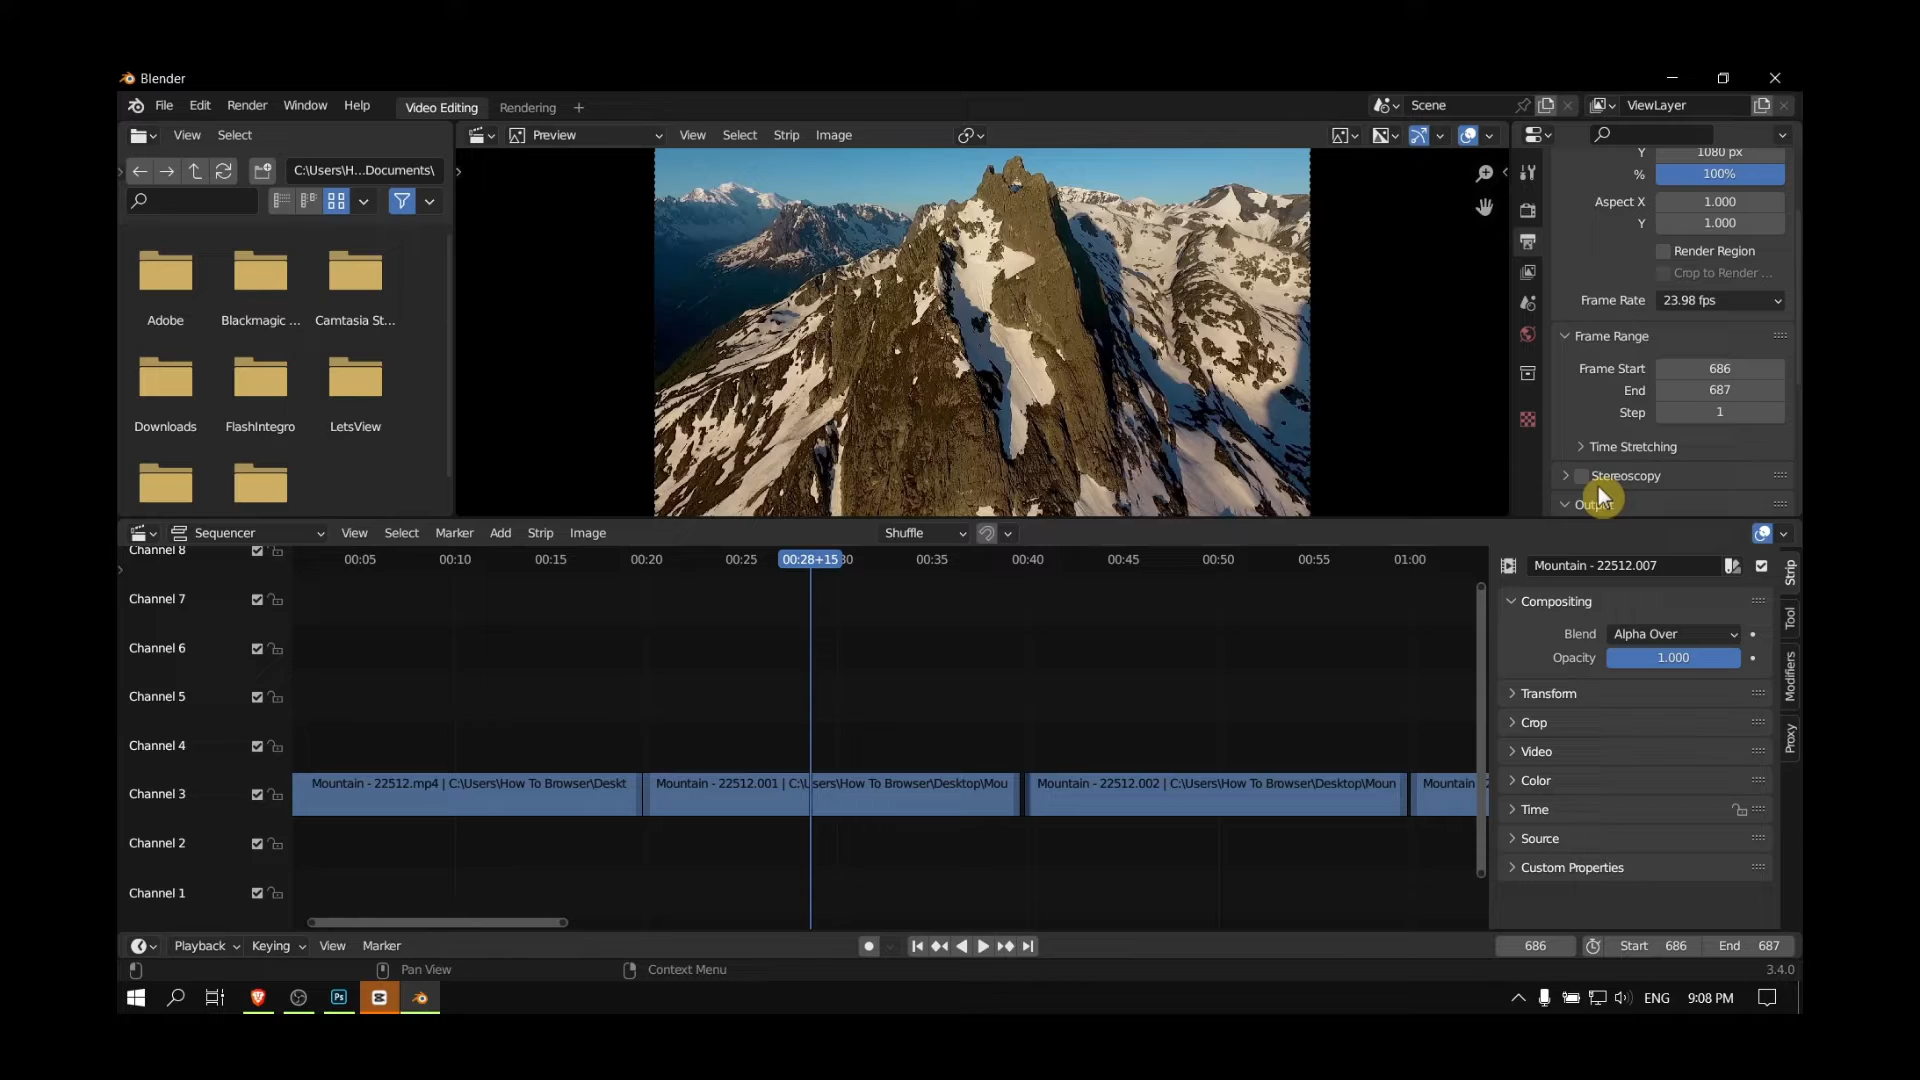 Blender
File Edit Render Window Help Video Editing Rendering + Scene ViewLayer
View Select
Preview View Select Strip Image
C:\Users\H...Documents\
Adobe Blackmagic ... Camtasia St...
Downloads FlashIntegro LetsView
Y 1080 px
% 100%
Aspect X 1.000
Y 1.000
Render Region
Crop to Render ...
Frame Rate 23.98 fps
Frame Range
Frame Start 686
End 687
Step 1
Time Stretching
Stereoscopy
Output
Sequencer View Select Marker Add Strip Image Shuffle
00:05 00:10 00:15 00:20 00:25 00:28+15 30 00:35 00:40 00:45 00:50 00:55 01:00
Channel 8
Channel 7
Channel 6
Channel 5
Channel 4
Channel 3
Channel 2
Channel 1
Mountain - 22512.mp4 | C:\Users\How To Browser\Deskt
Mountain - 22512.001 | C:\Users\How To Browser\Desktop\Mou
Mountain - 22512.002 | C:\Users\How To Browser\Desktop\Moun
Mountain
Mountain - 22512.007
Compositing
Blend Alpha Over
Opacity 1.000
Transform
Crop
Video
Color
Time
Source
Custom Properties
Strip
Tool
Modifiers
Proxy
Playback Keying View Marker 686 Start 686 End 687
Pan View Context Menu 3.4.0
Ps ENG 9:08 PM